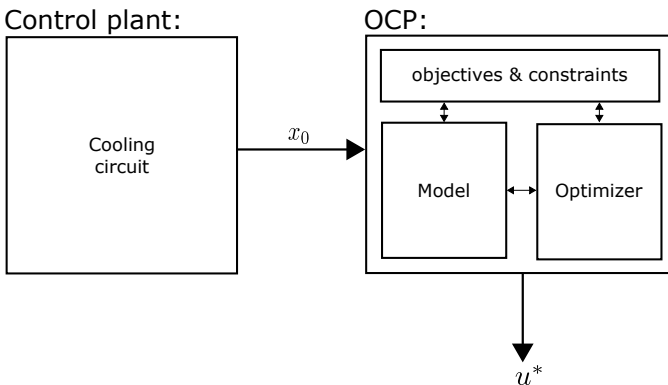 Control plant:
OCP:
objectives & constraints
Cooling
circuit
x₀
Model
Optimizer
u*